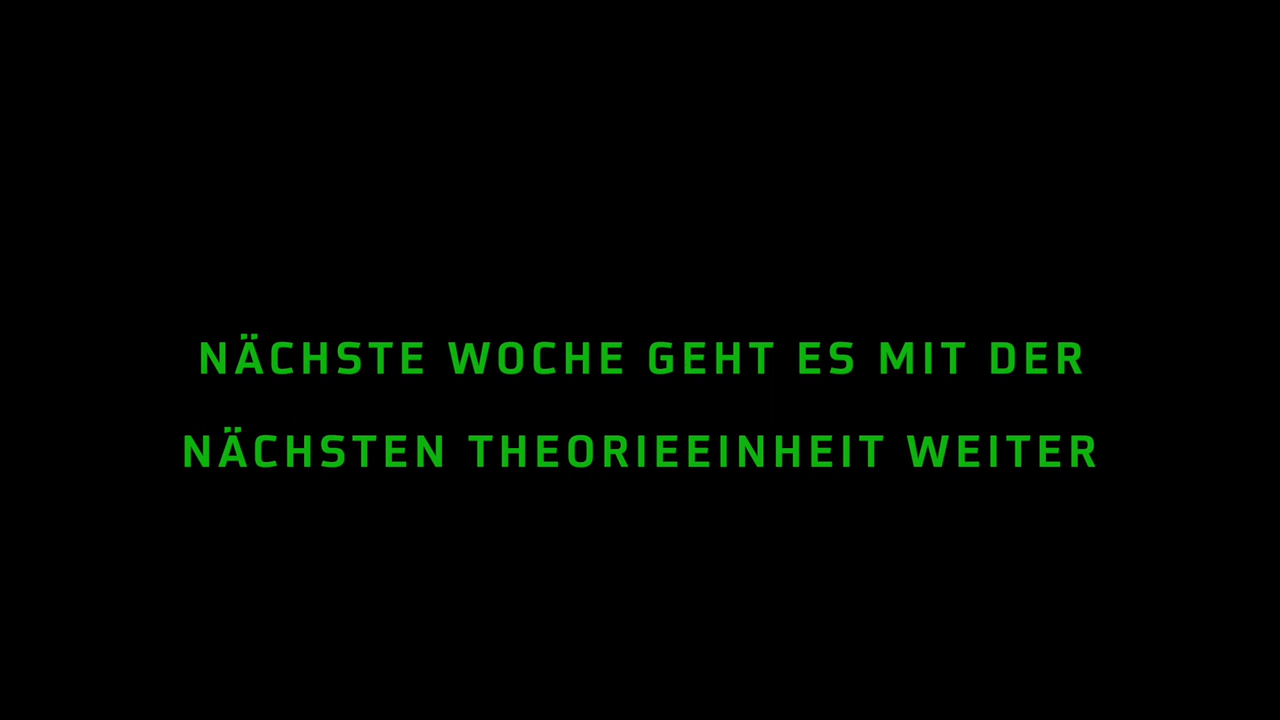 NÄCHSTE WOCHE GEHT ES MIT DER
NÄCHSTEN THEORIEEINHEIT WEITER